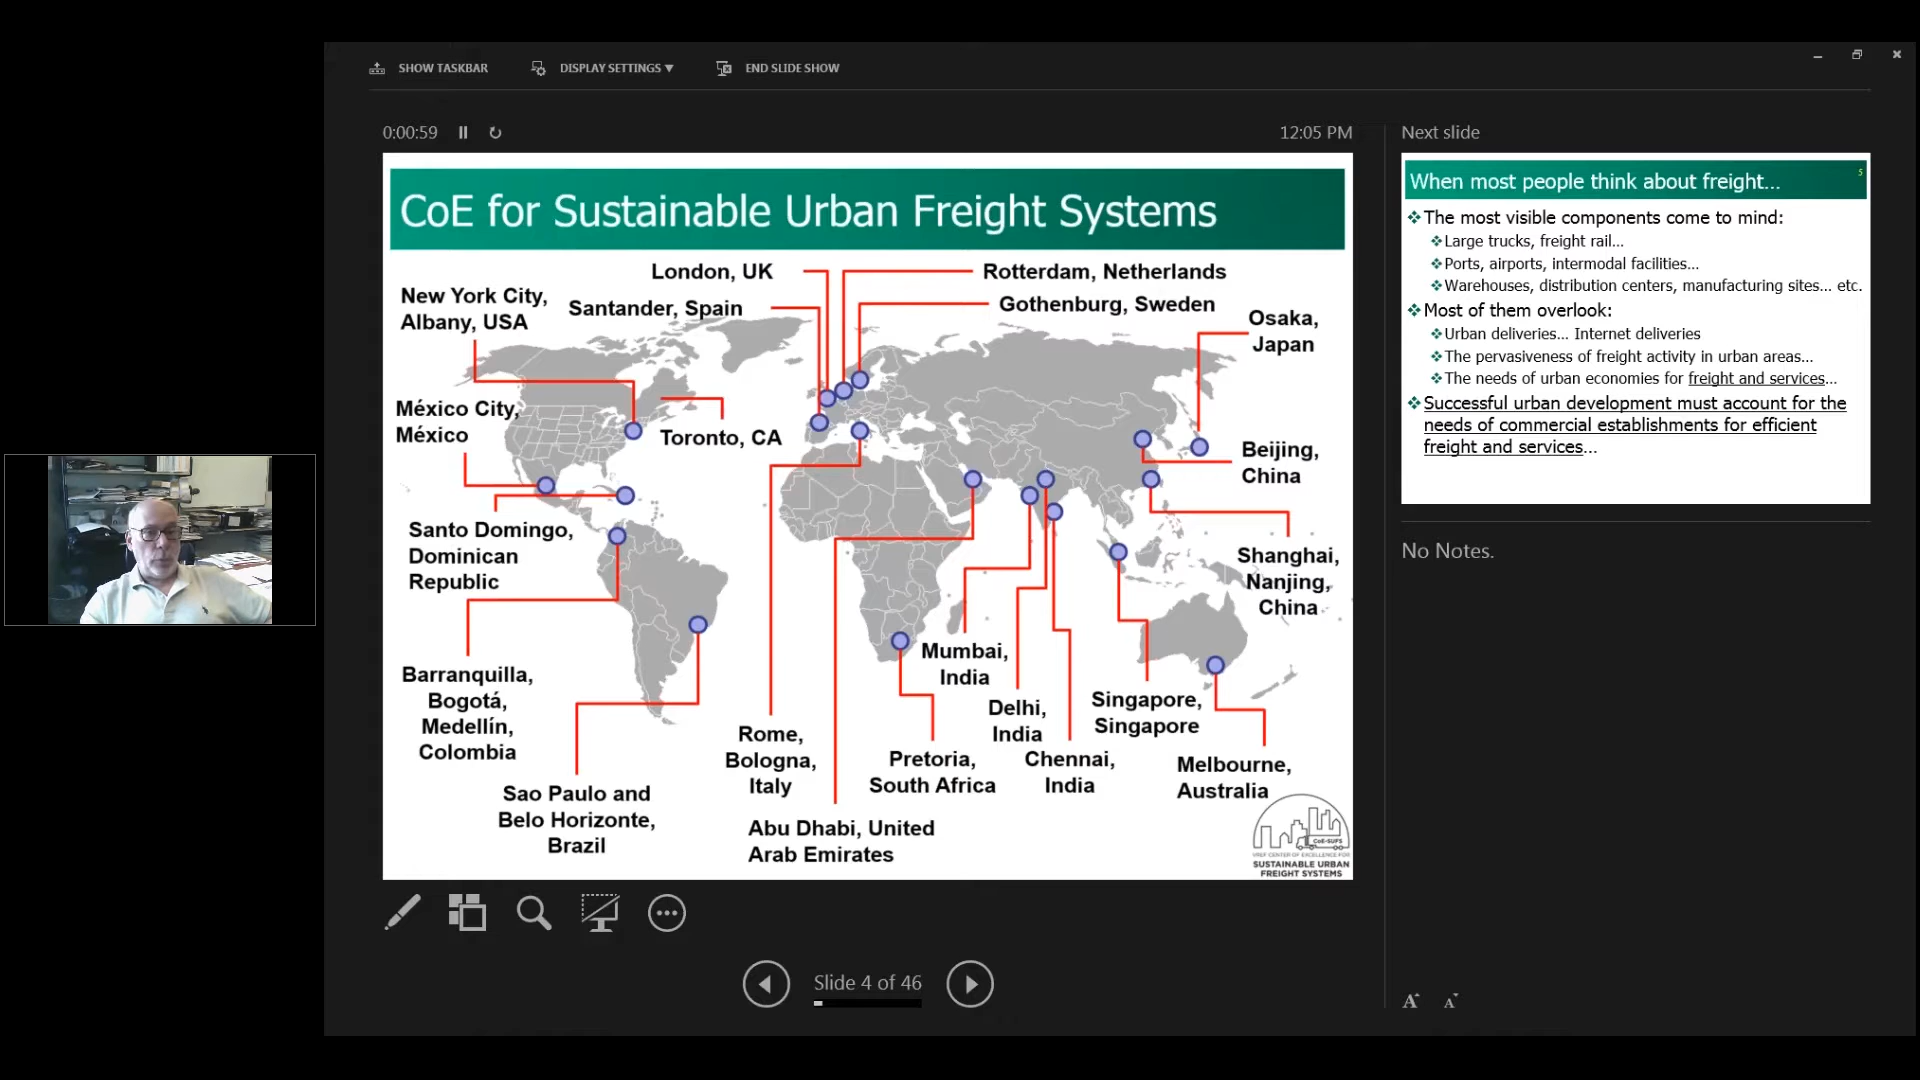 SHOW TASKBAR
DISPLAY SETTINGS ▼
END SLIDE SHOW
0:00:59
12:05 PM
CoE for Sustainable Urban Freight Systems
London, UK
Rotterdam, Netherlands
New York City,
Albany, USA
Santander, Spain
Gothenburg, Sweden
Osaka,
Japan
México City,
México
Toronto, CA
Beijing,
China
Santo Domingo,
Dominican
Republic
Shanghai,
Nanjing,
China
Barranquilla,
Bogotá,
Medellín,
Colombia
Mumbai,
India
Delhi,
India
Singapore,
Singapore
Rome,
Bologna,
Italy
Pretoria,
South Africa
Chennai,
India
Melbourne,
Australia
Sao Paulo and
Belo Horizonte,
Brazil
Abu Dhabi, United
Arab Emirates
CoE-SUFS
VREF CENTER OF EXCELLENCE FOR
SUSTAINABLE URBAN
FREIGHT SYSTEMS
Slide 4 of 46
Next slide
When most people think about freight...
5
The most visible components come to mind:
Large trucks, freight rail...
Ports, airports, intermodal facilities...
Warehouses, distribution centers, manufacturing sites... etc.
Most of them overlook:
Urban deliveries... Internet deliveries
The pervasiveness of freight activity in urban areas...
The needs of urban economies for freight and services...
Successful urban development must account for the
needs of commercial establishments for efficient
freight and services...
No Notes.
A
A